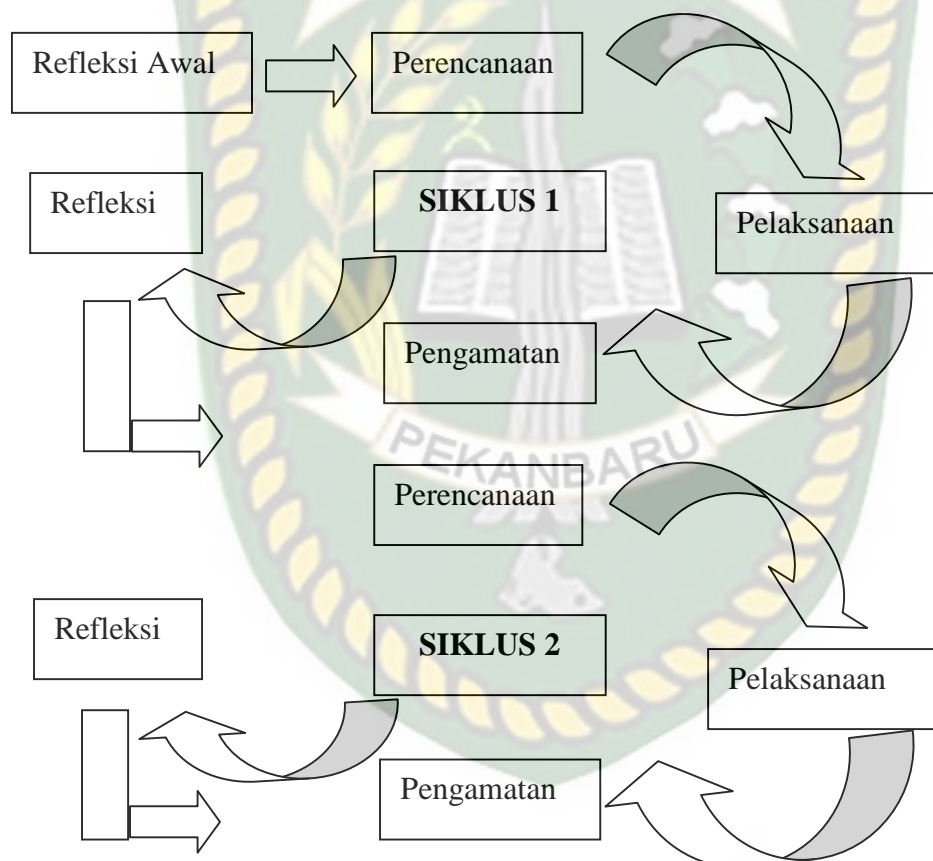 Refleksi Awal
Perencanaan
Refleksi
SIKLUS 1
Pelaksanaan
Pengamatan
PEKANBARU
Perencanaan
Refleksi
SIKLUS 2
Pelaksanaan
Pengamatan